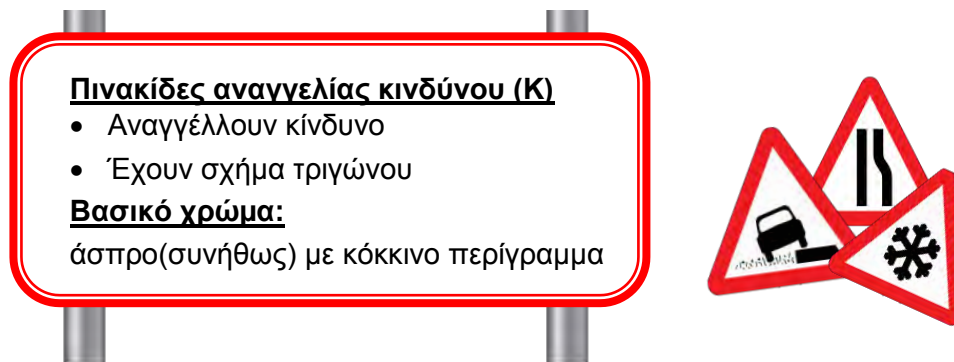 Πινακίδες αναγγελίας κινδύνου (Κ)
• Αναγγέλλουν κίνδυνο
• Έχουν σχήμα τριγώνου
Βασικό χρώμα:
άσπρο(συνήθως) με κόκκινο περίγραμμα